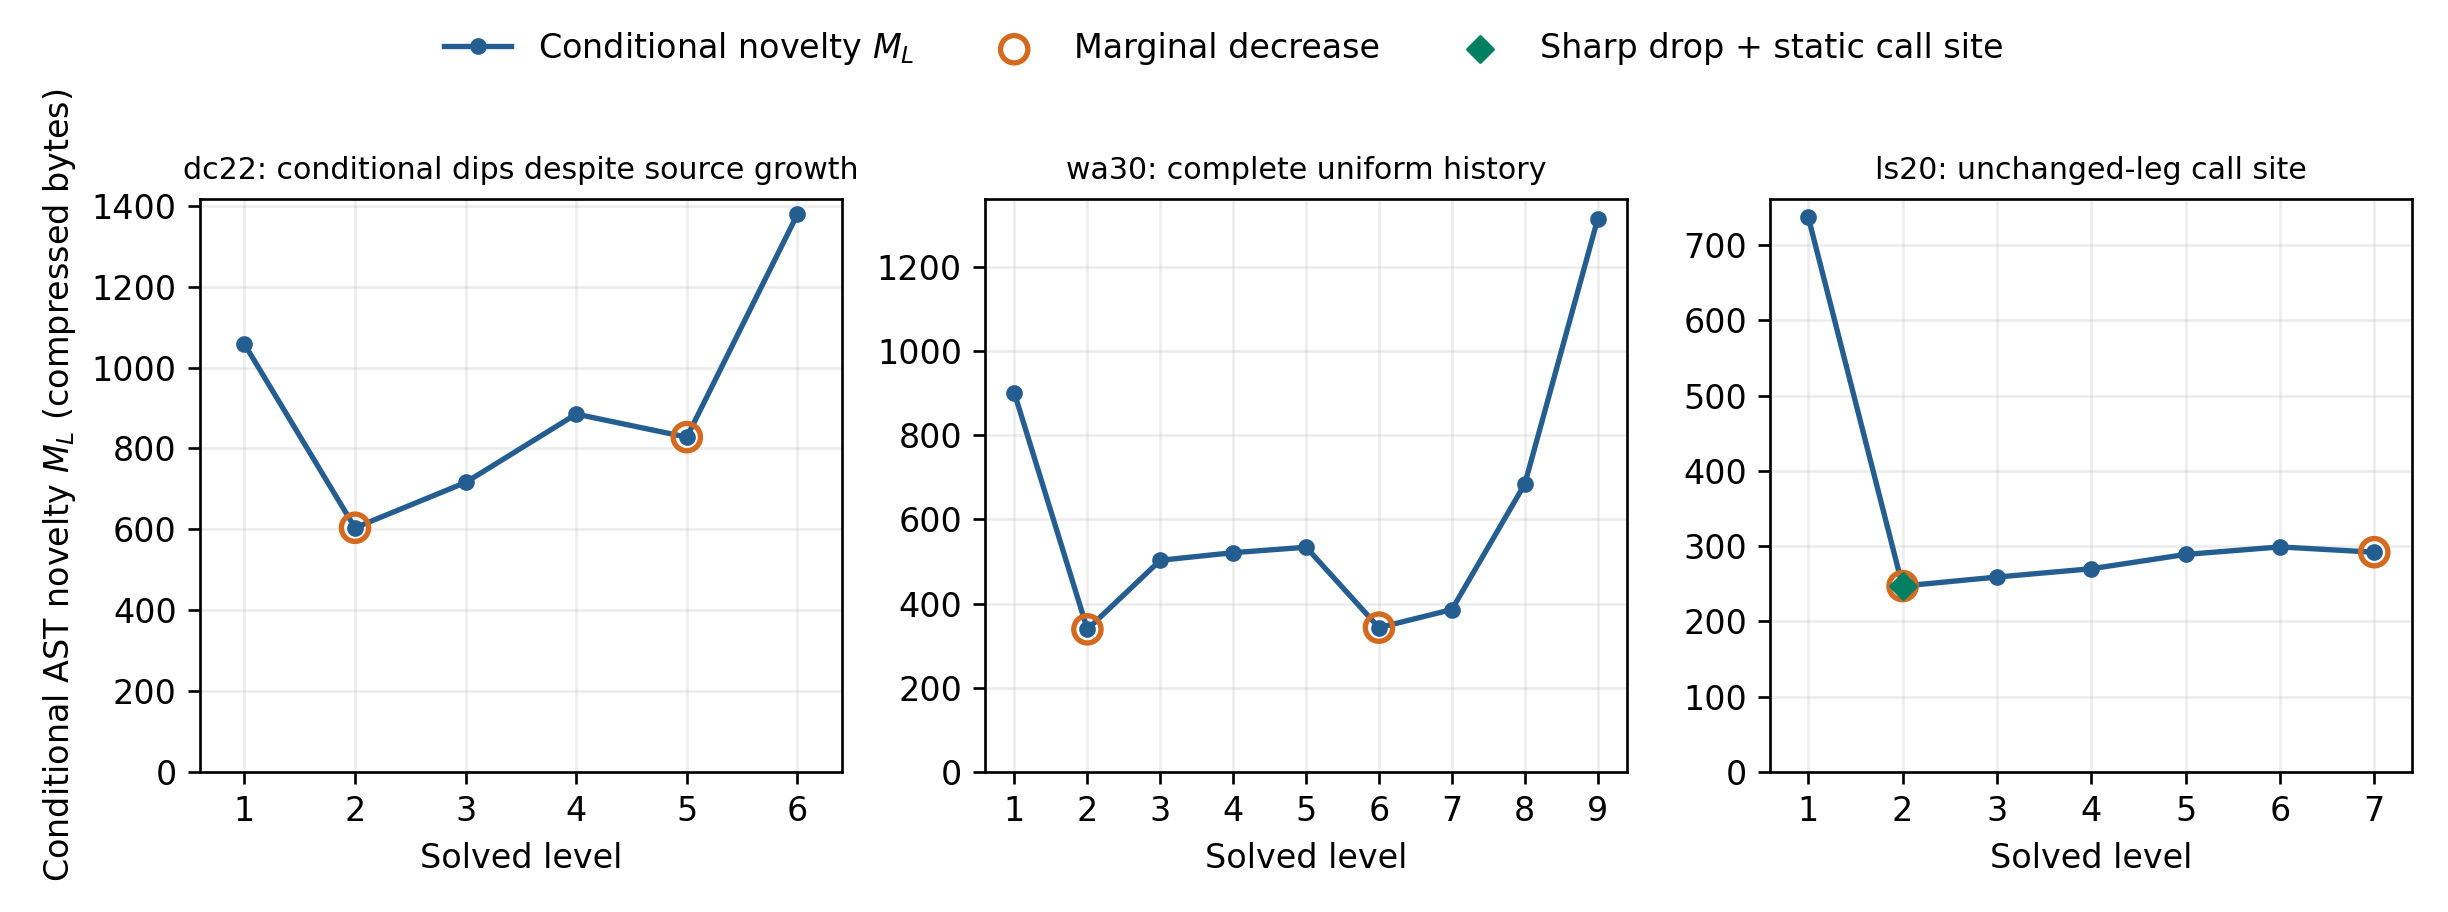 Conditional novelty M_L
Marginal decrease
Sharp drop + static call site
Conditional AST novelty M_L (compressed bytes)
dc22: conditional dips despite source growth
1400
1200
1000
800
600
400
200
0
1 2 3 4 5 6
Solved level
wa30: complete uniform history
1200
1000
800
600
400
200
0
1 2 3 4 5 6 7 8 9
Solved level
ls20: unchanged-leg call site
700
600
500
400
300
200
100
0
1 2 3 4 5 6 7
Solved level